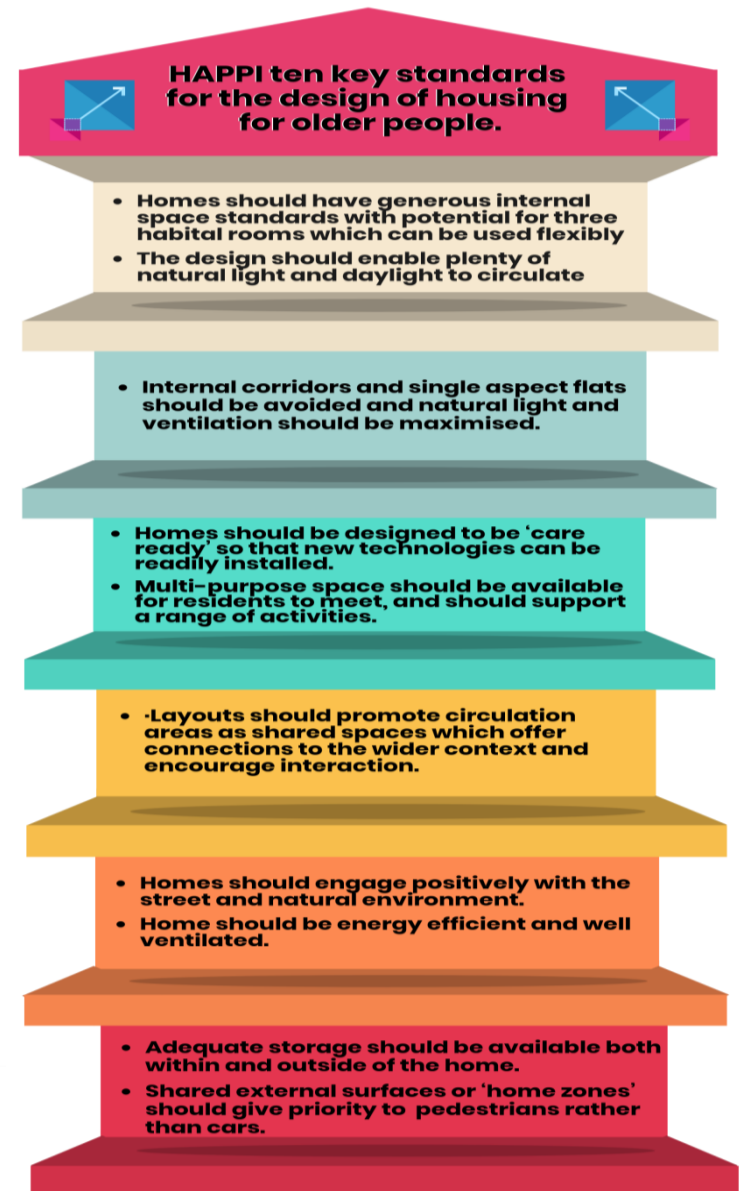 HAPPI ten key standards
for the design of housing
for older people.
• Homes should have generous internal
space standards with potential for three
habital rooms which can be used flexibly
• The design should enable plenty of
natural light and daylight to circulate
• Internal corridors and single aspect flats
should be avoided and natural light and
ventilation should be maximised.
• Homes should be designed to be ‘care
ready’ so that new technologies can be
readily installed.
• Multi-purpose space should be available
for residents to meet, and should support
a range of activities.
• ·Layouts should promote circulation
areas as shared spaces which offer
connections to the wider context and
encourage interaction.
• Homes should engage positively with the
street and natural environment.
• Home should be energy efficient and well
ventilated.
• Adequate storage should be available both
within and outside of the home.
• Shared external surfaces or ‘home zones’
should give priority to pedestrians rather
than cars.